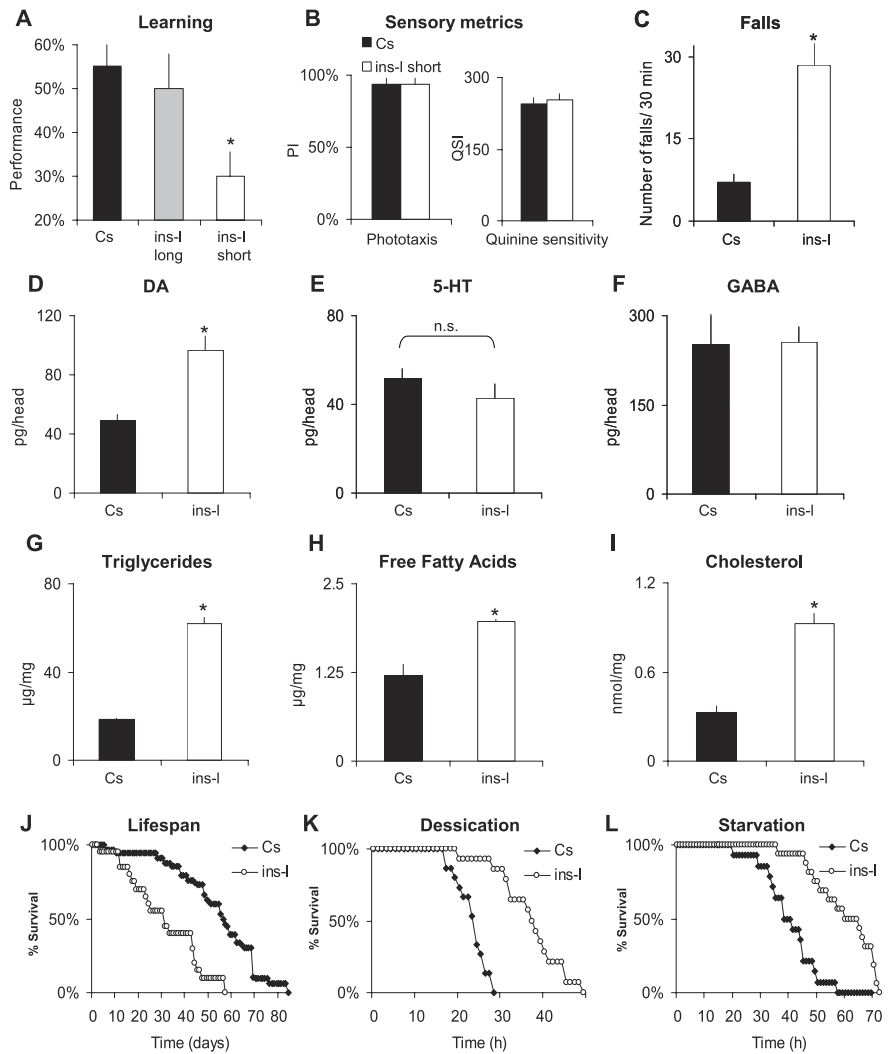 A Learning
60%
50%
40%
30%
20%
Performance
*
Cs ins-l long ins-l short
B Sensory metrics
Cs
ins-l short
100%
50%
0%
PI
Phototaxis
300
150
0
QSI
Quinine sensitivity
C Falls
30
15
0
Number of falls/ 30 min
*
Cs ins-l
D DA
120
80
40
0
pg/head
*
Cs ins-l
E 5-HT
80
40
0
pg/head
n.s.
Cs ins-l
F GABA
300
150
0
pg/head
Cs ins-l
G Triglycerides
80
40
0
µg/mg
*
Cs ins-l
H Free Fatty Acids
2.5
1.25
0
µg/mg
*
Cs ins-l
I Cholesterol
1.2
0.6
0
nmol/mg
*
Cs ins-l
J Lifespan
100%
50%
0%
% Survival
Cs
ins-l
0 10 20 30 40 50 60 70 80
Time (days)
K Dessication
100%
50%
0%
% Survival
Cs
ins-l
0 20 40 60
Time (h)
L Starvation
100%
50%
0%
% Survival
Cs
ins-l
0 10 20 30 40 50 60 70
Time (h)